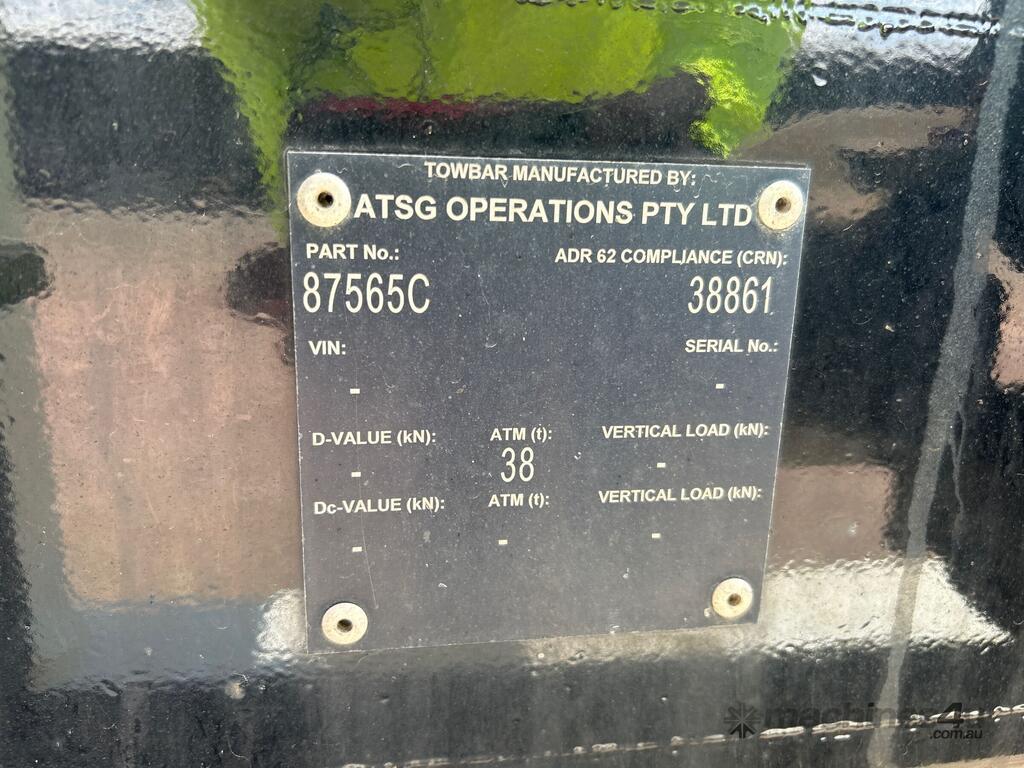 TOWBAR MANUFACTURED BY:
ATSG OPERATIONS PTY LTD
PART No.: ADR 62 COMPLIANCE (CRN):
87565C 38861
VIN: SERIAL No.:
- -
D-VALUE (kN): ATM (t): VERTICAL LOAD (kN):
- 38 -
Dc-VALUE (kN): ATM (t): VERTICAL LOAD (kN):
- - -
machines4u
.com.au